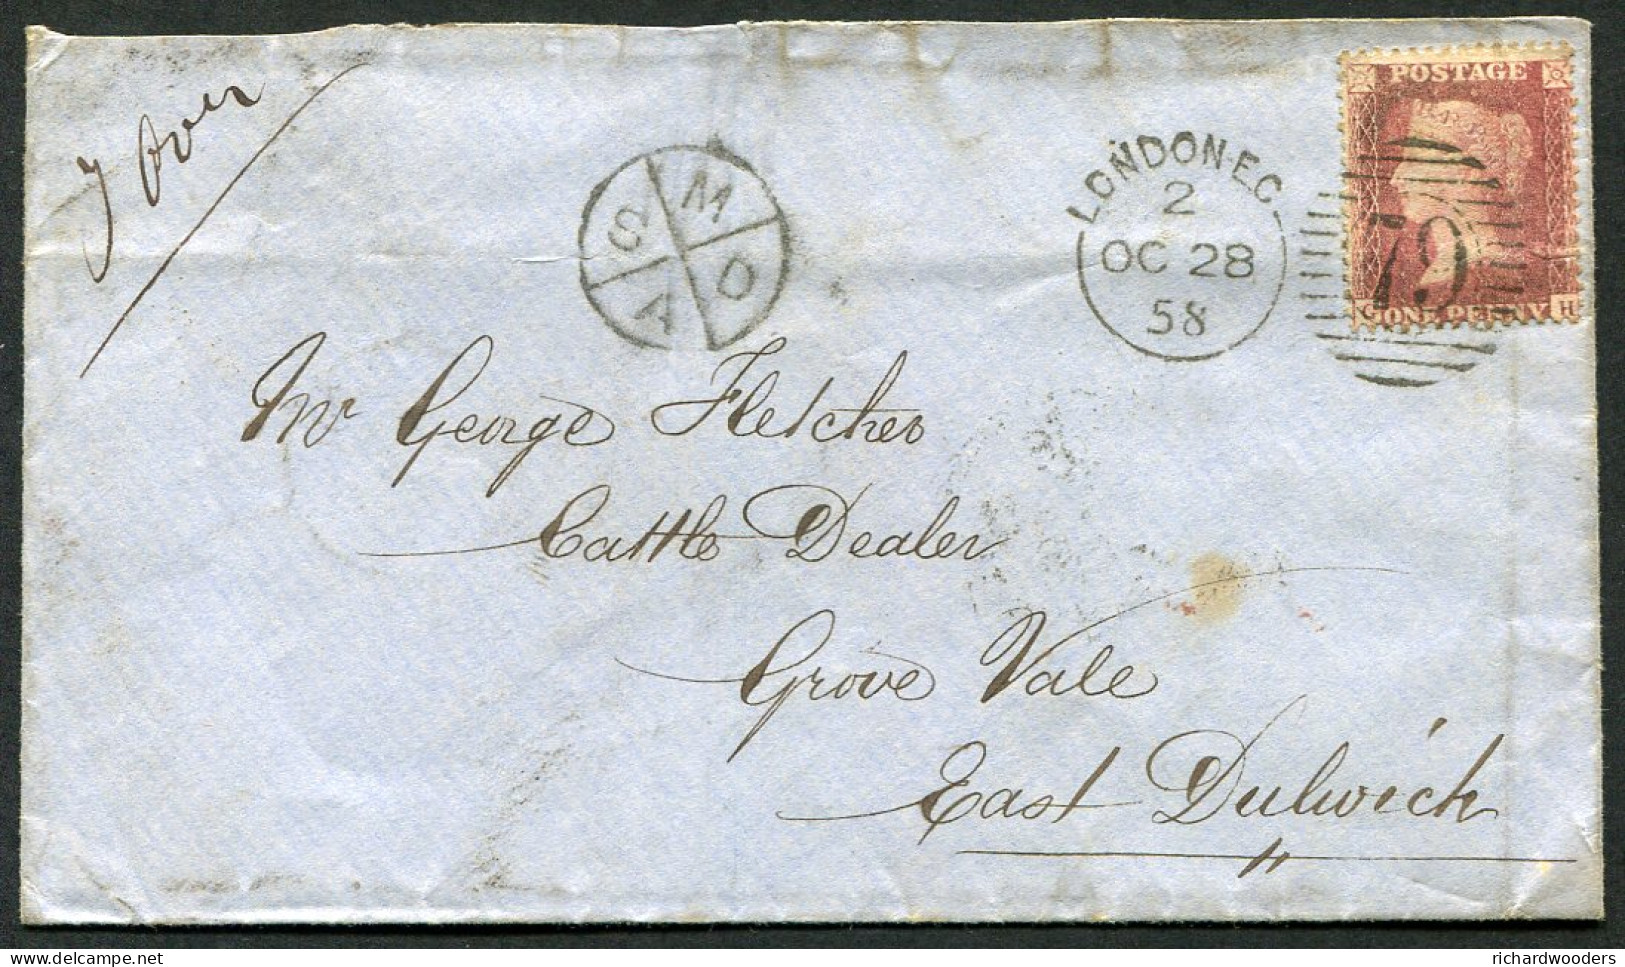 T Over
LONDON·E.C
2
OC 28
58
79
POSTAGE
G ONE PENNY H
S M
A O
Mr George Fletcher
Cattle Dealer
Grove Vale
East Dulwich
richardwooders